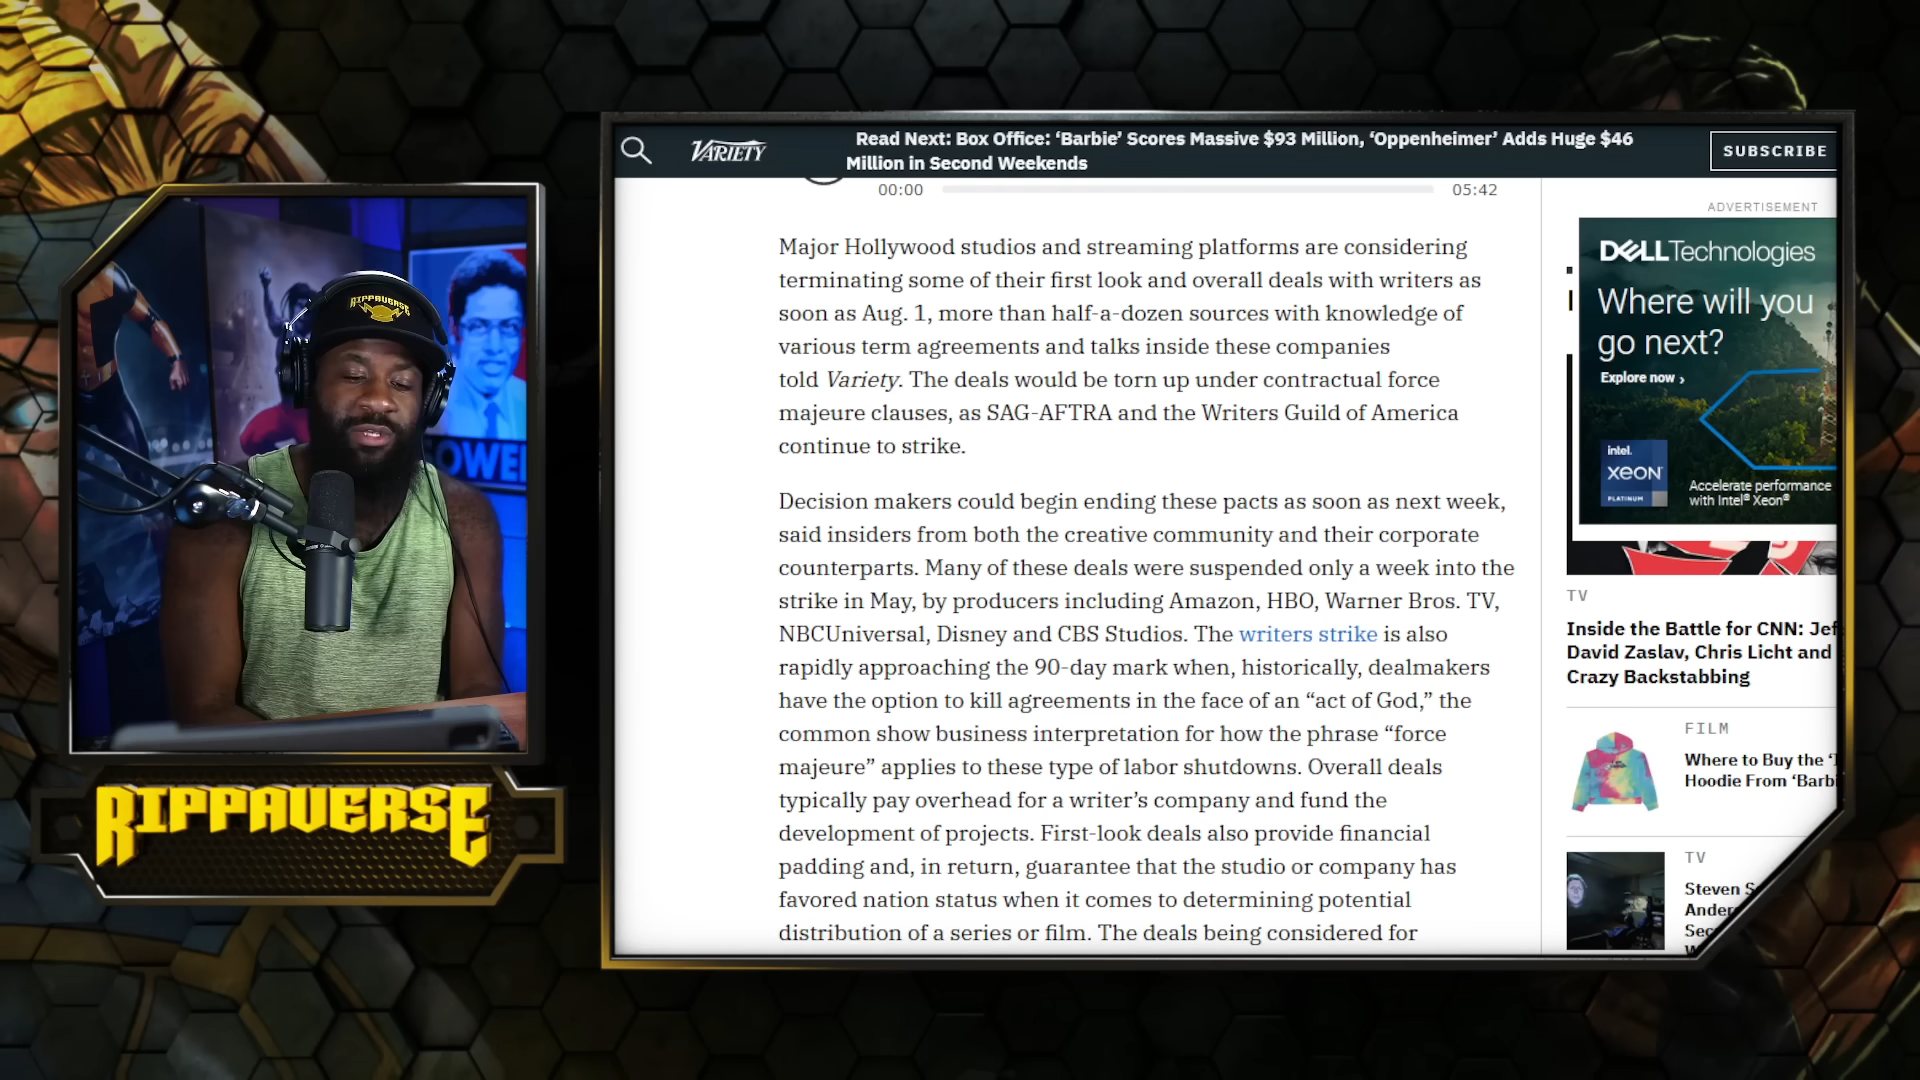 RIPPAVERSE
OWE
RIPPAVERSE
VARIETY
Read Next: Box Office: ‘Barbie’ Scores Massive $93 Million, ‘Oppenheimer’ Adds Huge $46
Million in Second Weekends
SUBSCRIBE
00:00
05:42
Major Hollywood studios and streaming platforms are considering
terminating some of their first look and overall deals with writers as
soon as Aug. 1, more than half-a-dozen sources with knowledge of
various term agreements and talks inside these companies
told Variety. The deals would be torn up under contractual force
majeure clauses, as SAG-AFTRA and the Writers Guild of America
continue to strike.
Decision makers could begin ending these pacts as soon as next week,
said insiders from both the creative community and their corporate
counterparts. Many of these deals were suspended only a week into the
strike in May, by producers including Amazon, HBO, Warner Bros. TV,
NBCUniversal, Disney and CBS Studios. The writers strike is also
rapidly approaching the 90-day mark when, historically, dealmakers
have the option to kill agreements in the face of an “act of God,” the
common show business interpretation for how the phrase “force
majeure” applies to these type of labor shutdowns. Overall deals
typically pay overhead for a writer’s company and fund the
development of projects. First-look deals also provide financial
padding and, in return, guarantee that the studio or company has
favored nation status when it comes to determining potential
distribution of a series or film. The deals being considered for
ADVERTISEMENT
DELLTechnologies
Where will you
go next?
Explore now ›
intel.
XEON
PLATINUM
Accelerate performance
with Intel® Xeon®
TV
Inside the Battle for CNN: Jef
David Zaslav, Chris Licht and
Crazy Backstabbing
FILM
Where to Buy the ‘I
Hoodie From ‘Barbi
TV
Steven S
Ander
Sec